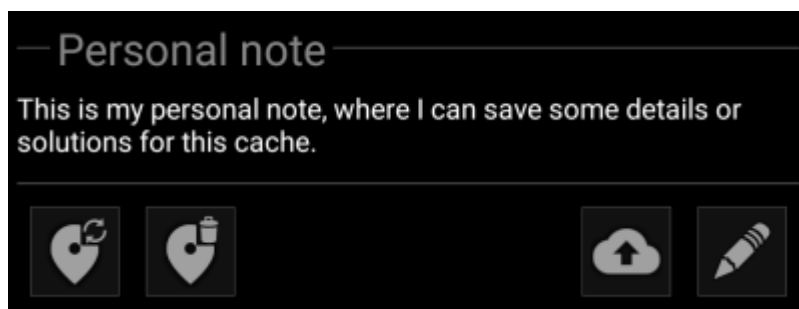 Personal note
This is my personal note, where I can save some details or
solutions for this cache.